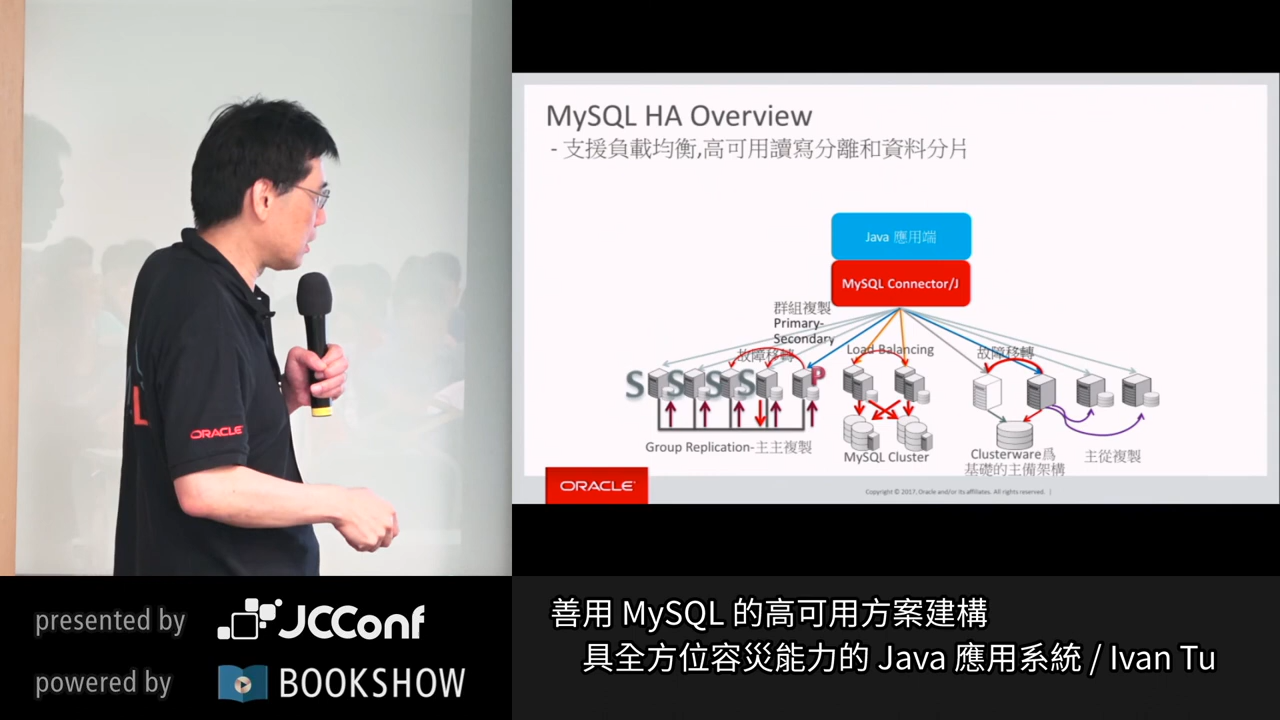 MySQL HA Overview
- 支援負載均衡,高可用讀寫分離和資料分片
Java 應用端
MySQL Connector/J
群組複製
Primary-
Secondary
故障移轉
Load Balancing
故障移轉
S S S S P
Group Replication-主主複製
MySQL Cluster
Clusterware爲
基礎的主備架構
主從複製
ORACLE
Copyright © 2017, Oracle and/or its affiliates. All rights reserved. |
L
ORACLE
presented by JCConf
powered by BOOKSHOW
善用 MySQL 的高可用方案建構
具全方位容災能力的 Java 應用系統 / Ivan Tu